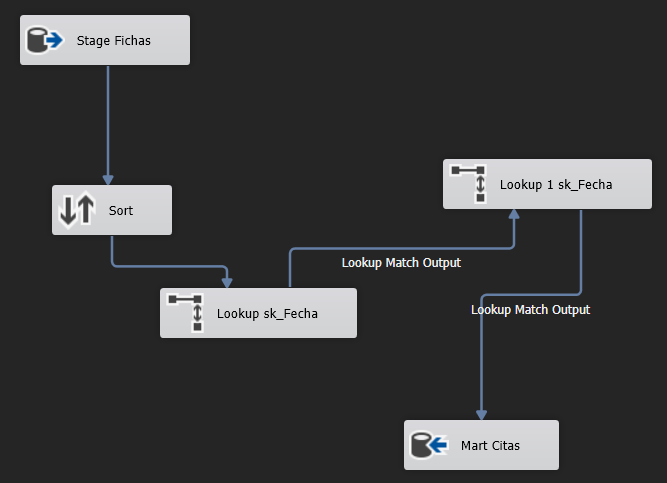 Stage Fichas
Lookup 1 sk_Fecha
Sort
Lookup Match Output
Lookup sk_Fecha
Lookup Match Output
Mart Citas